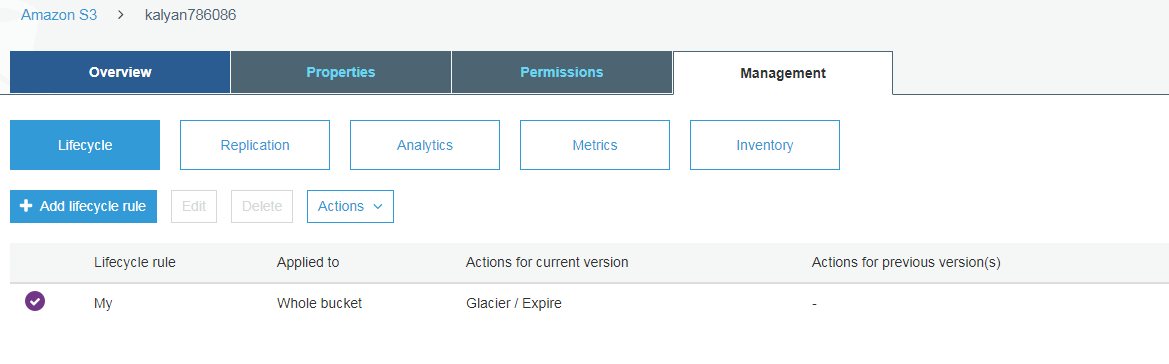 Amazon S3 > kalyan786086
Overview Properties Permissions Management
Lifecycle Replication Analytics Metrics Inventory
+ Add lifecycle rule Edit Delete Actions
Lifecycle rule Applied to Actions for current version Actions for previous version(s)
My Whole bucket Glacier / Expire -